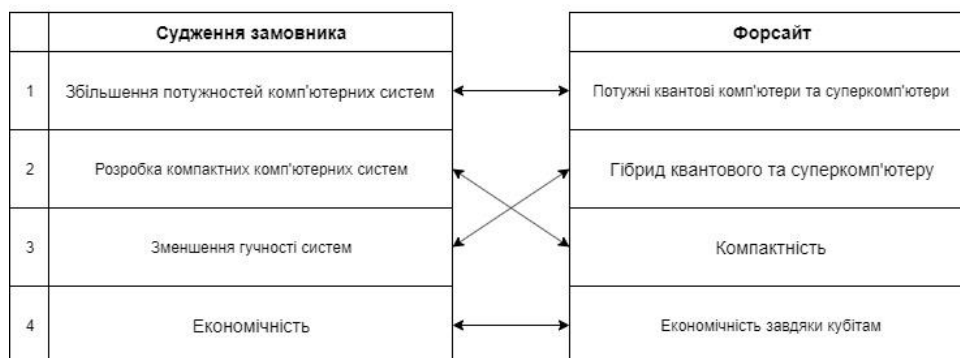 Судження замовника
Форсайт
1
Збільшення потужностей комп'ютерних систем
Потужні квантові комп'ютери та суперкомп'ютери
2
Розробка компактних комп'ютерних систем
Гібрид квантового та суперкомп'ютеру
3
Зменшення гучності систем
Компактність
4
Економічність
Економічність завдяки кубітам